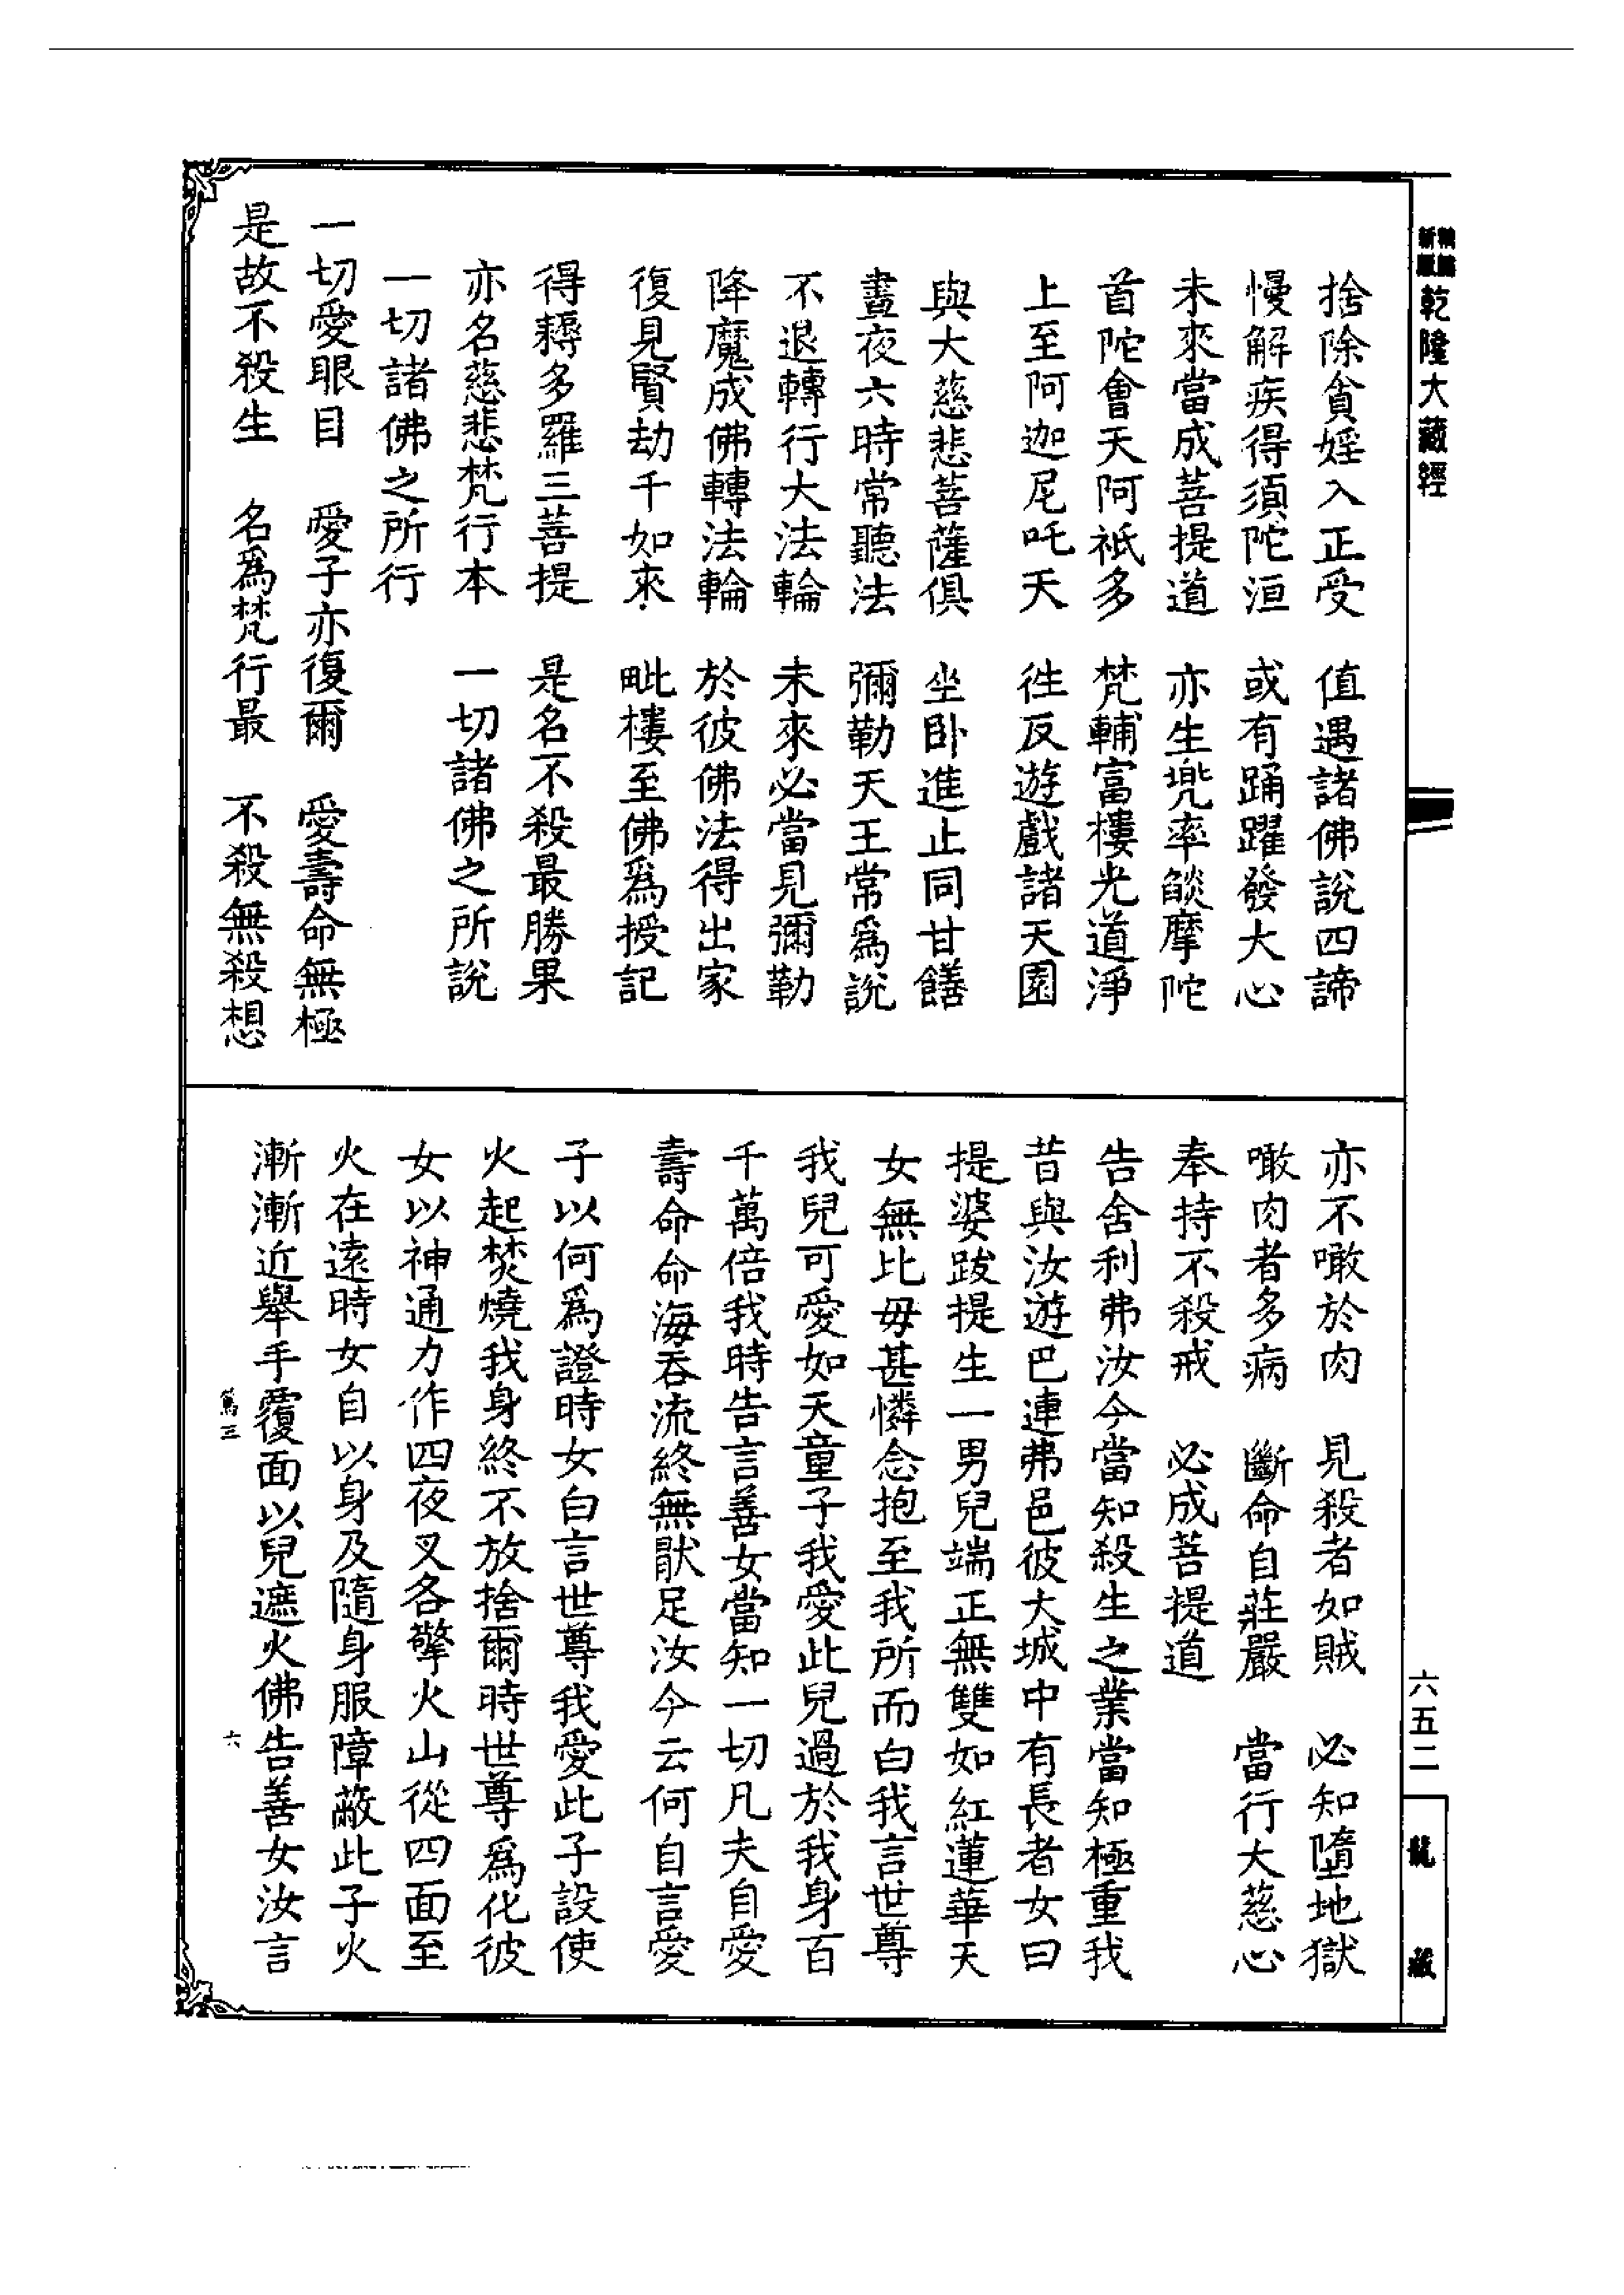 新編
縮版
乾隆大藏經
捨除貪婬入正受　值遇諸佛說四諦
慢解疾得須陀洹　或有踊躍發大心
未來當成菩提道　亦生兜率燄摩陀
首陀會天阿祇多　梵輔富樓光道淨
上至阿迦尼吒天　往反遊戲諸天園
與大慈悲菩薩俱　坐臥進止同甘饍
晝夜六時常聽法　彌勒天王常爲說
不退轉行大法輪　未來必當見彌勒
降魔成佛轉法輪　於彼佛法得出家
復見賢劫千如來　毗樓至佛爲授記
得耨多羅三菩提　是名不殺最勝果
亦名慈悲梵行本　一切諸佛之所說
一切諸佛之所行
一切愛眼目　愛子亦復爾　愛壽命無極
是故不殺生　名爲梵行最　不殺無殺想
亦不噉於肉　見殺者如賊　必知墮地獄
噉肉者多病　斷命自莊嚴　當行大慈心
奉持不殺戒　必成菩提道
告舍利弗汝今當知殺生之業當知極重我
昔與汝遊巴連弗邑彼大城中有長者女曰
提婆跋提生一男兒端正無雙如紅蓮華天
女無比毋甚憐念抱至我所而白我言世尊
我兒可愛如天童子我愛此兒過於我身百
千萬倍我時告言善女當知一切凡夫自愛
壽命命海吞流終無猒足汝今云何自言愛
子以何爲證時女白言世尊我愛此子設使
火起焚燒我身終不放捨爾時世尊爲化彼
女以神通力作四夜叉各擎火山從四面至
火在遠時女自以身及隨身服障蔽此子火
漸漸近舉手覆面以兒遮火佛告善女汝言
篤三
六
六五二
龍藏